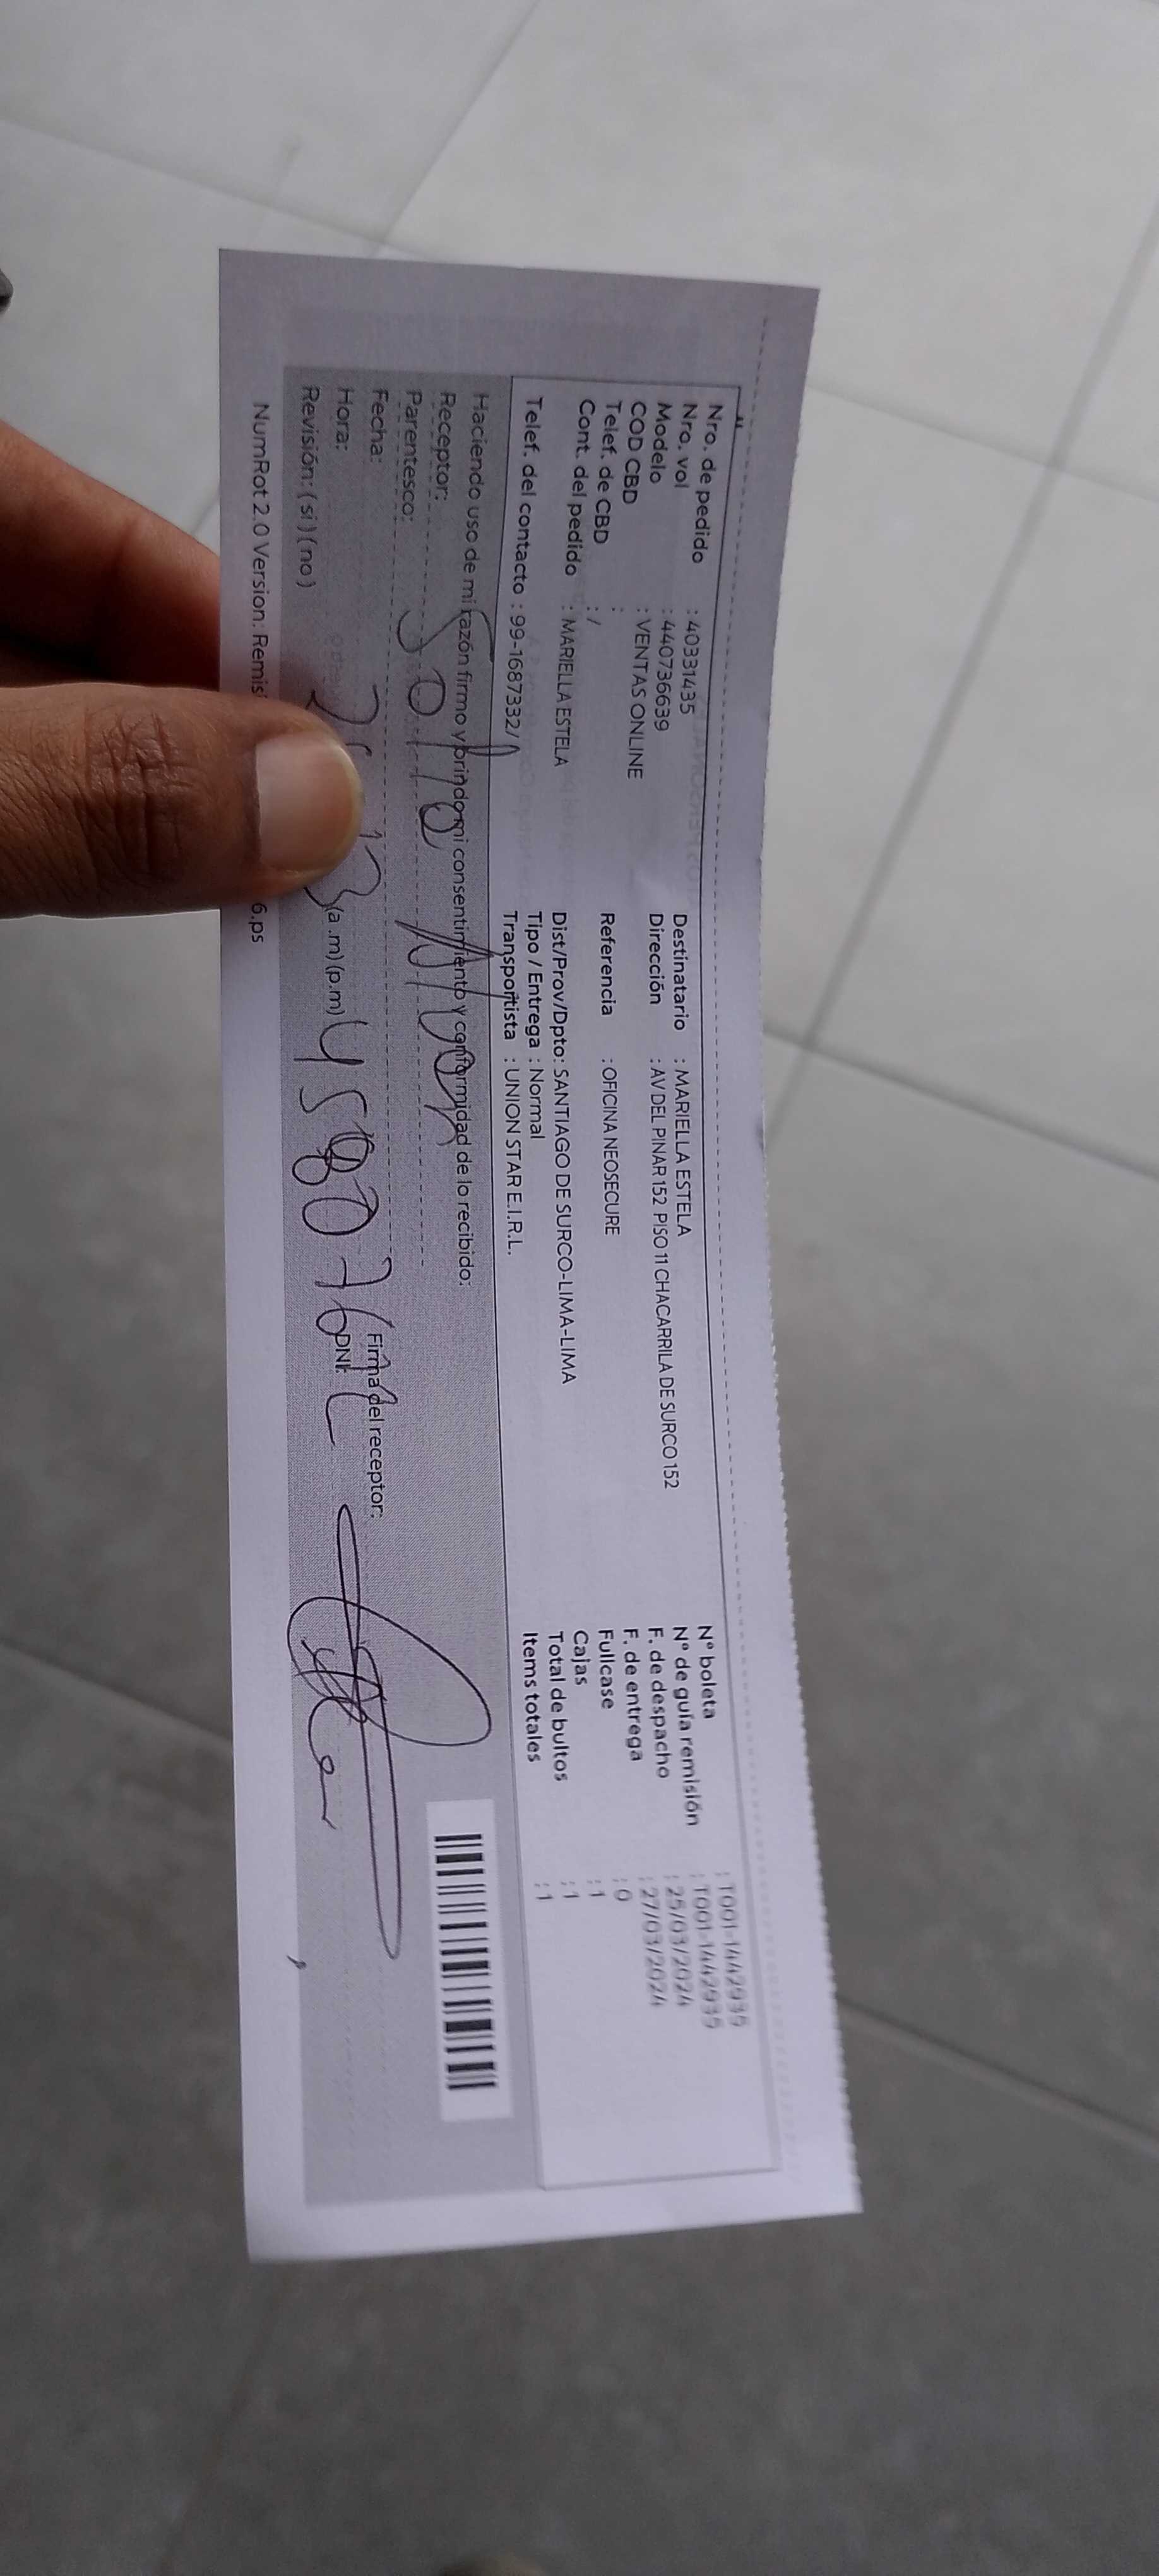 Nro. de pedido : 40331435
Nro. vol : 440736639
Modelo : VENTAS ONLINE
COD CBD :
Telef. de CBD : /
Cont. del pedido : MARIELLA ESTELA
Telef. del contacto : 99-1687332/
Destinatario : MARIELLA ESTELA
Dirección : AV DEL PINAR 152 PISO 11 CHACARRILA DE SURCO 152
Referencia : OFICINA NEOSECURE
Dist/Prov/Dpto: SANTIAGO DE SURCO-LIMA-LIMA
Tipo / Entrega : Normal
Transportista : UNION STAR E.I.R.L.
N° boleta : T001-1442935
N° de guía remisión : T001-1442935
F. de despacho : 25/03/2024
F. de entrega : 27/03/2024
Fullcase : 0
Cajas : 1
Total de bultos : 1
Items totales : 1
Haciendo uso de mi razón firmo y brindo mi consentimiento y conformidad de lo recibido:
Receptor:
Parentesco:
Fecha:
Hora: (a.m) (p.m)
Firma del receptor:
DNI:
Revisión: ( si ) ( no )
NumRot 2.0 Version: 6.ps